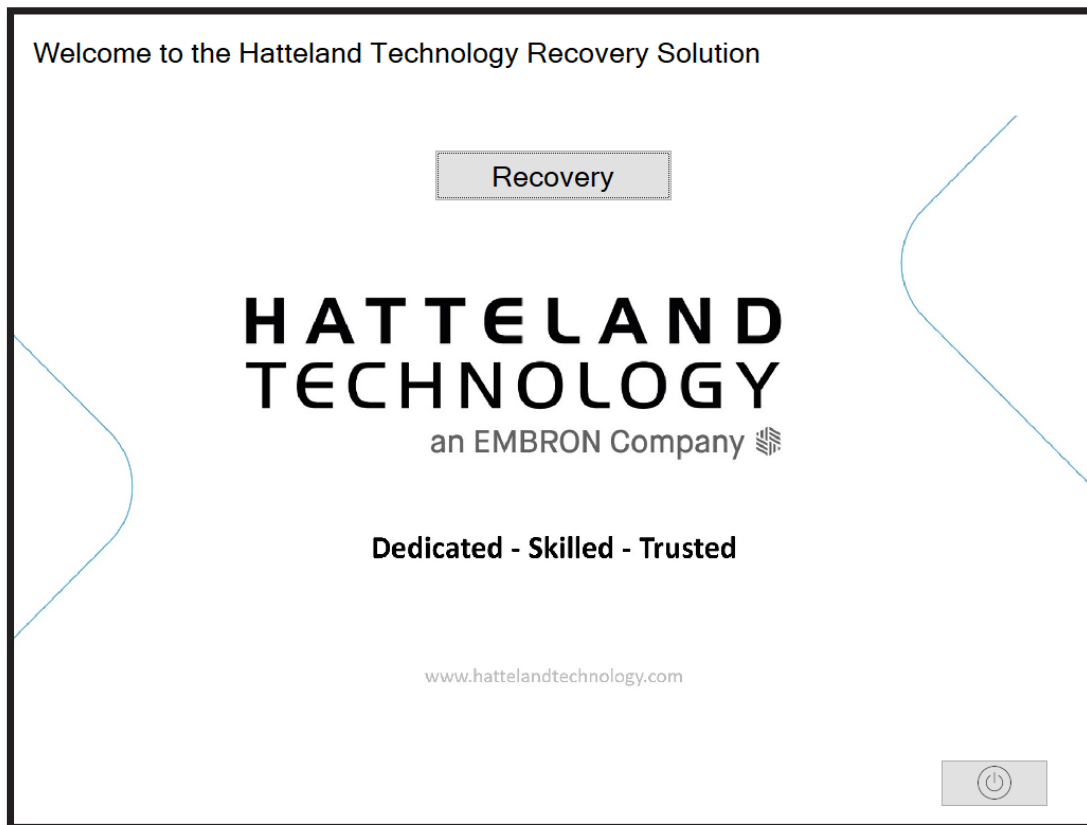 Welcome to the Hatteland Technology Recovery Solution
Recovery
HATTELAND
TECHNOLOGY
an EMBRON Company
Dedicated - Skilled - Trusted
www.hattelandtechnology.com